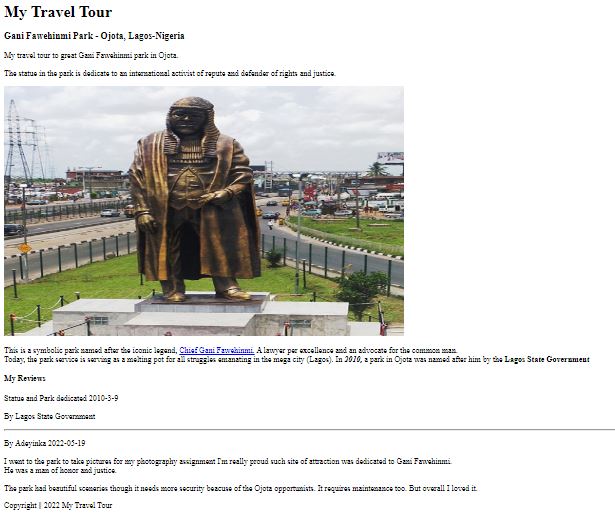 My Travel Tour
Gani Fawehinmi Park - Ojota, Lagos-Nigeria
My travel tour to great Gani Fawehinmi park in Ojota.
The statue in the park is dedicate to an international activist of repute and defender of rights and justice.
This is a symbolic park named after the iconic legend, Chief Gani Fawehinmi. A lawyer per excellence and an advocate for the common man.
Today, the park service is serving as a melting pot for all struggles emanating in the mega city (Lagos). In 2010, a park in Ojota was named after him by the Lagos State Government
My Reviews
Statue and Park dedicated 2010-3-9
By Lagos State Government
By Adeyinka 2022-05-19
I went to the park to take pictures for my photography assignment I'm really proud such site of attraction was dedicated to Gani Fawehinmi.
He was a man of honor and justice.
The park had beautiful sceneries though it needs more security beacuse of the Ojota opportunists. It requires maintenance too. But overall I loved it.
Copyright || 2022 My Travel Tour